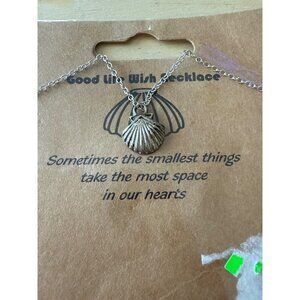 Good Life Wish Necklace
Sometimes the smallest things
take the most space
in our hearts